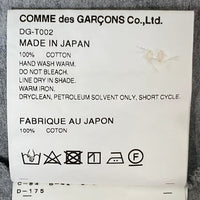 COMME des GARÇONS Co.,Ltd.
DG-T002
MADE IN JAPAN
100% COTTON
HAND WASH WARM.
DO NOT BLEACH.
LINE DRY IN SHADE.
WARM IRON.
DRYCLEAN, PETROLEUM SOLVENT ONLY, SHORT CYCLE.
FABRIQUE AU JAPON
100% COTON
D-175